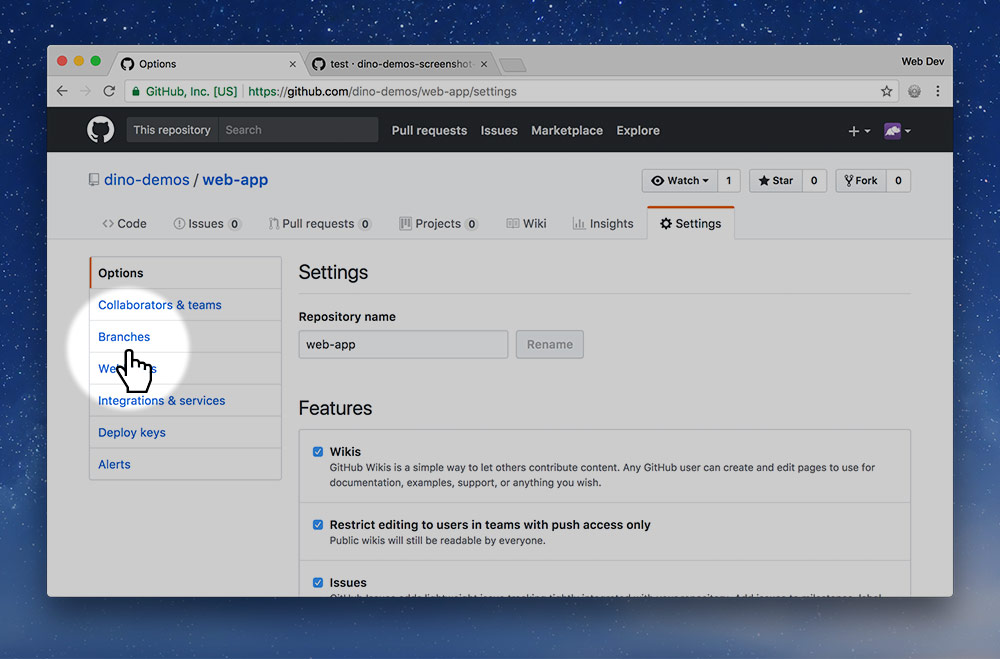 Options
test · dino-demos-screenshot
Web Dev
GitHub, Inc. [US]
https://github.com/dino-demos/web-app/settings
This repository
Search
Pull requests
Issues
Marketplace
Explore
dino-demos / web-app
Watch 1
Star 0
Fork 0
Code
Issues 0
Pull requests 0
Projects 0
Wiki
Insights
Settings
Options
Collaborators & teams
Branches
Integrations & services
Deploy keys
Alerts
Settings
Repository name
web-app
Rename
Features
Wikis
GitHub Wikis is a simple way to let others contribute content. Any GitHub user can create and edit pages to use for
documentation, examples, support, or anything you wish.
Restrict editing to users in teams with push access only
Public wikis will still be readable by everyone.
Issues